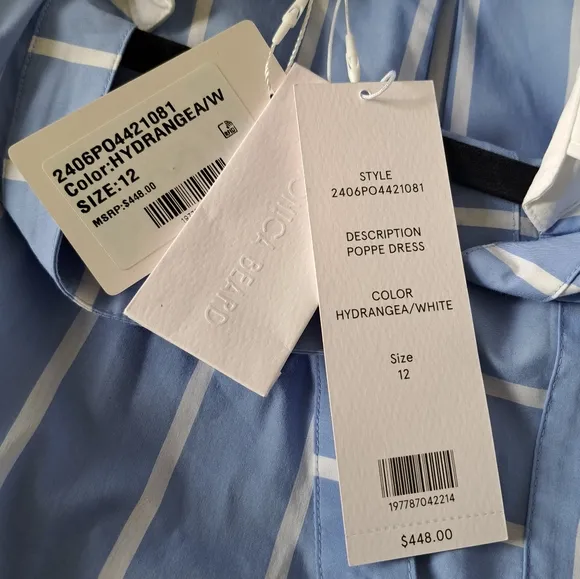 2406PO4421081
Color:HYDRANGEA/W
SIZE:12
MSRP:$448.00
BEARD
STYLE
2406PO4421081
DESCRIPTION
POPPE DRESS
COLOR
HYDRANGEA/WHITE
Size
12
197787042214
$448.00